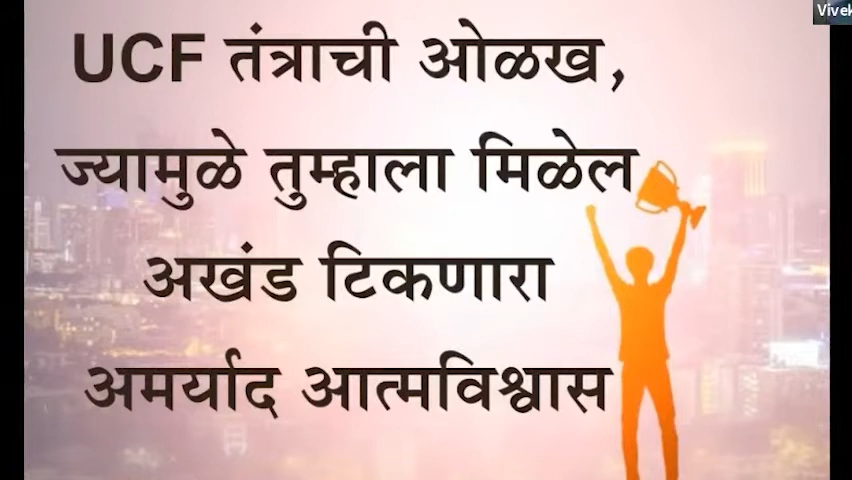 UCF तंत्राची ओळख,
ज्यामुळे तुम्हाला मिळेल
अखंड टिकणारा
अमर्याद आत्मविश्वास